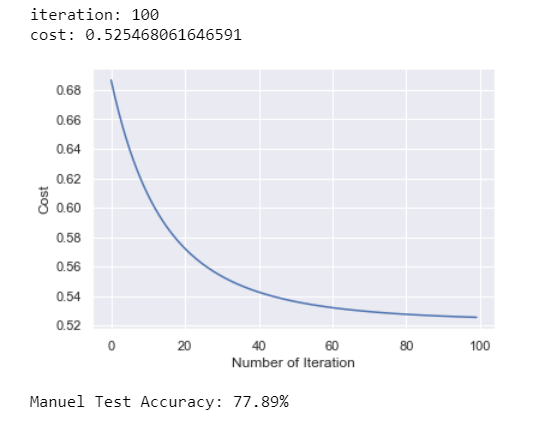 iteration: 100
cost: 0.525468061646591
0.68
0.66
0.64
0.62
0.60
0.58
0.56
0.54
0.52
Cost
0 20 40 60 80 100
Number of Iteration
Manuel Test Accuracy: 77.89%